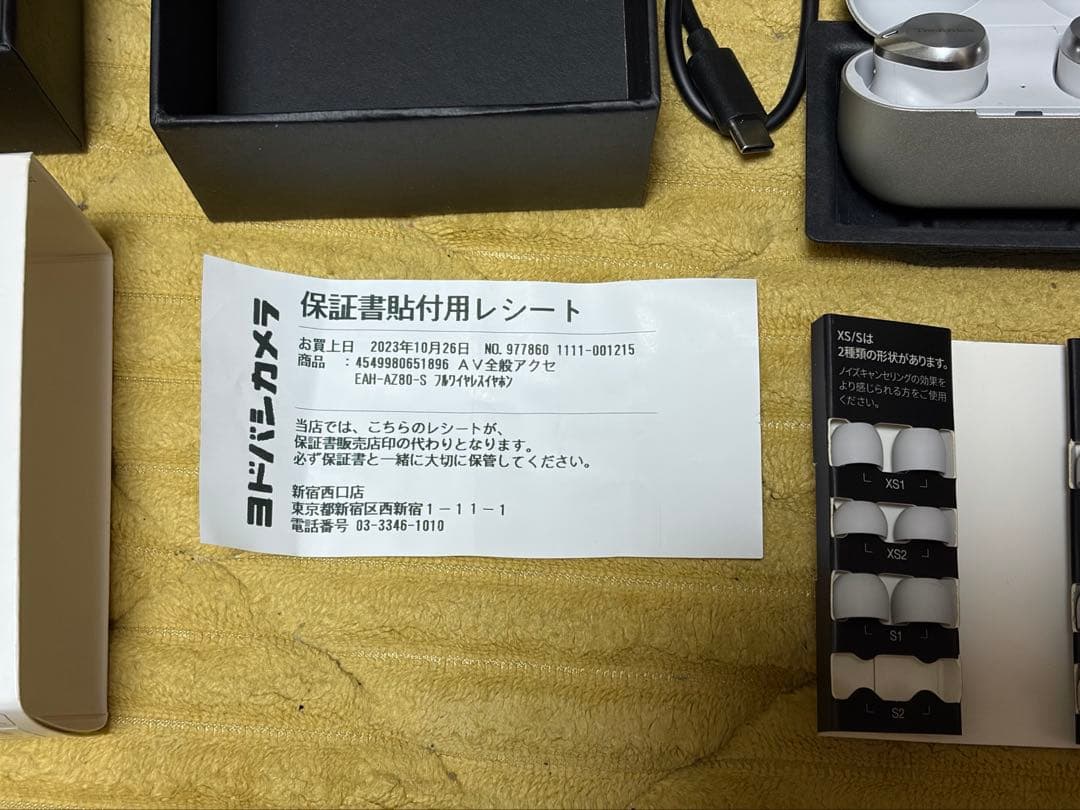 Technics
ヨドバシカメラ
保証書貼付用レシート
お買上日 2023年10月26日 NO.977860 1111-001215
商品 :4549980651896 AV全般アクセ
EAH-AZ80-S フルワイヤレスイヤホン
当店では、こちらのレシートが、
保証書販売店印の代わりとなります。
必ず保証書と一緒に大切に保管してください。
新宿西口店
東京都新宿区西新宿1-11-1
電話番号 03-3346-1010
XS/Sは
2種類の形状があります。
ノイズキャンセリングの効果を
より感じられる方をご使用
ください。
XS1
XS2
S1
S2